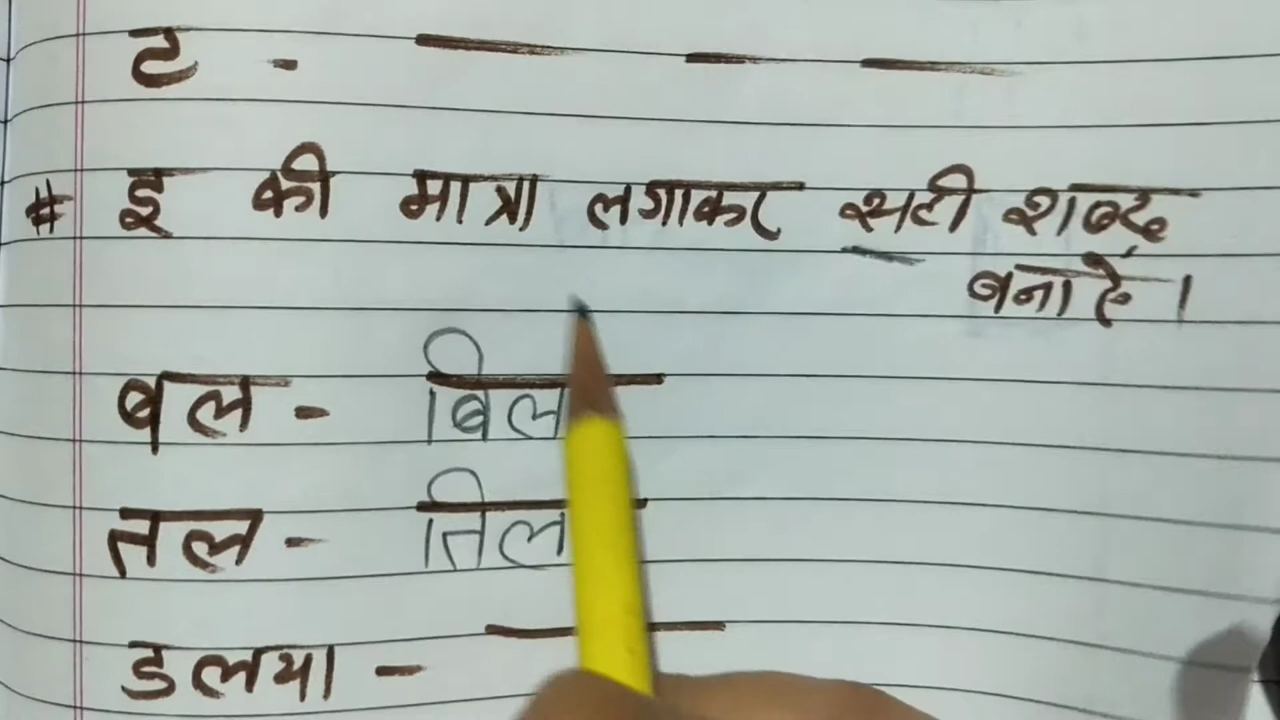 ट -
# इ की मात्रा लगाकर सही शब्द
बनाहें।
बल - बिल
तल - तिल
डलया -